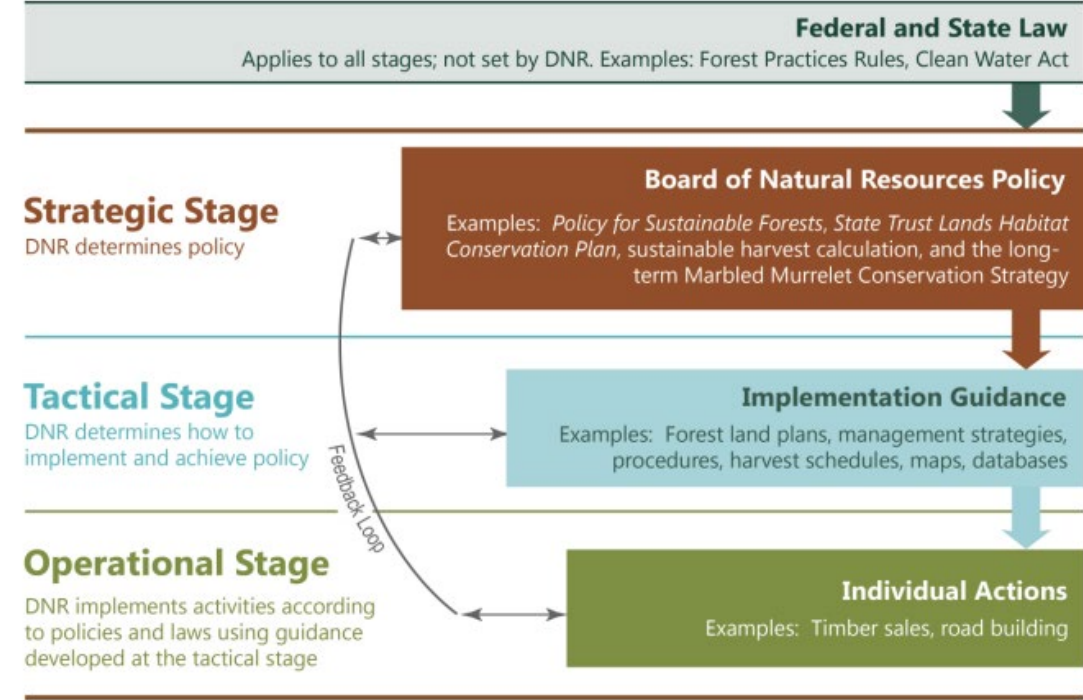 Federal and State Law
Applies to all stages; not set by DNR. Examples: Forest Practices Rules, Clean Water Act
Strategic Stage
DNR determines policy
Board of Natural Resources Policy
Examples: Policy for Sustainable Forests, State Trust Lands Habitat
Conservation Plan, sustainable harvest calculation, and the long-
term Marbled Murrelet Conservation Strategy
Tactical Stage
DNR determines how to
implement and achieve policy
Implementation Guidance
Examples: Forest land plans, management strategies,
procedures, harvest schedules, maps, databases
Feedback Loop
Operational Stage
DNR implements activities according
to policies and laws using guidance
developed at the tactical stage
Individual Actions
Examples: Timber sales, road building